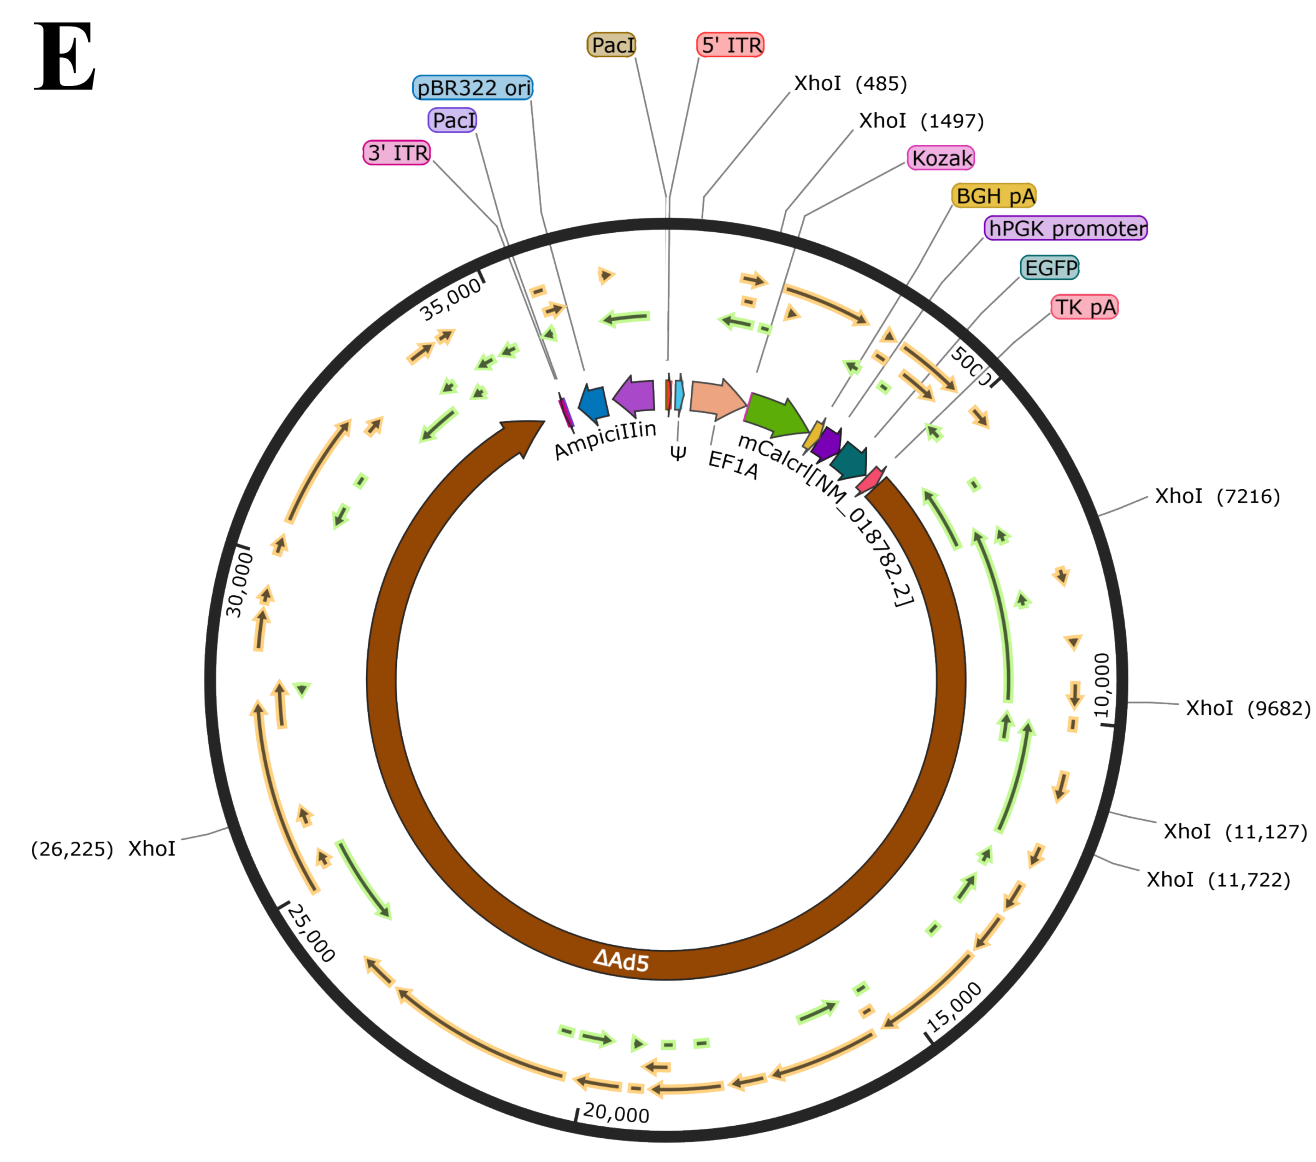 E
PacI
5' ITR
pBR322 ori
XhoI (485)
PacI
XhoI (1497)
3' ITR
Kozak
BGH pA
hPGK promoter
EGFP
TK pA
35,000
5000
AmpiciIIin
Ψ
EF1A
mCalcrl[NM_018782.2]
XhoI (7216)
30,000
10,000
XhoI (9682)
XhoI (11,127)
(26,225) XhoI
XhoI (11,722)
25,000
ΔAd5
15,000
20,000